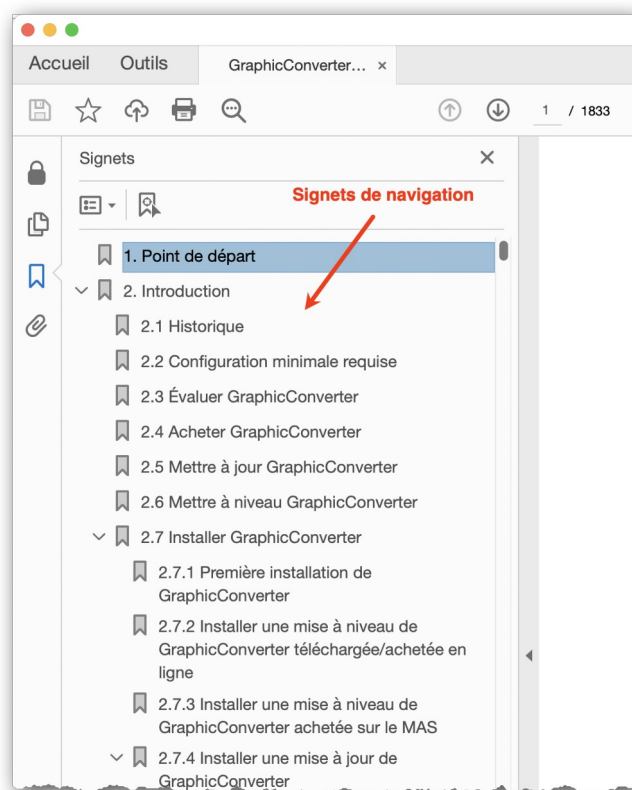 Accueil Outils GraphicConverter... ×
1 / 1833
Signets
Signets de navigation
1. Point de départ
2. Introduction
2.1 Historique
2.2 Configuration minimale requise
2.3 Évaluer GraphicConverter
2.4 Acheter GraphicConverter
2.5 Mettre à jour GraphicConverter
2.6 Mettre à niveau GraphicConverter
2.7 Installer GraphicConverter
2.7.1 Première installation de
GraphicConverter
2.7.2 Installer une mise à niveau de
GraphicConverter téléchargée/achetée en
ligne
2.7.3 Installer une mise à niveau de
GraphicConverter achetée sur le MAS
2.7.4 Installer une mise à jour de
GraphicConverter